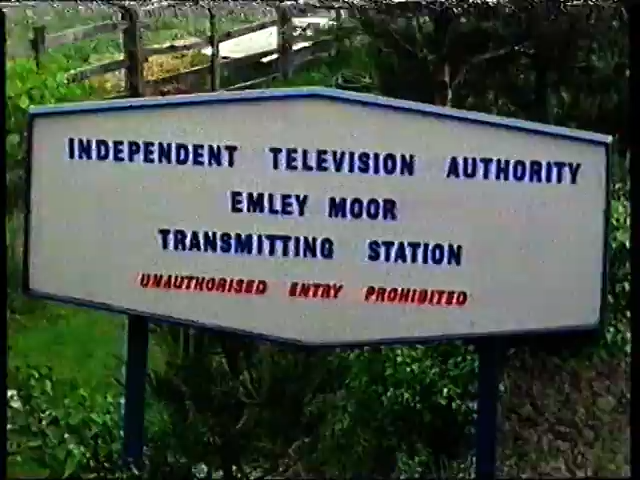 INDEPENDENT TELEVISION AUTHORITY
EMLEY MOOR
TRANSMITTING STATION
UNAUTHORISED ENTRY PROHIBITED